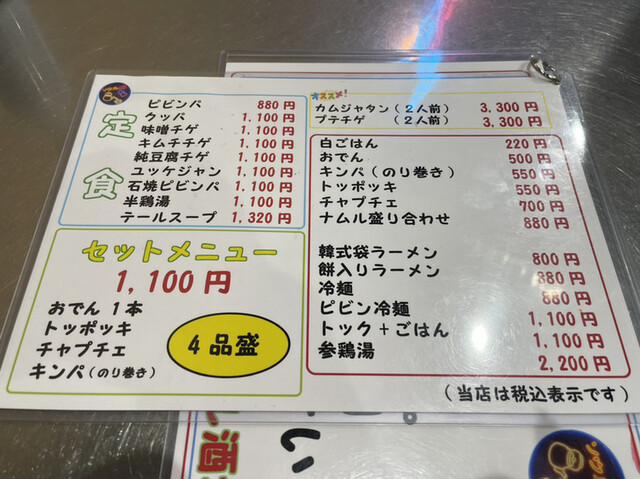 定食
ビビンバ 880円
クッパ 1,100円
味噌チゲ 1,100円
キムチチゲ 1,100円
純豆腐チゲ 1,100円
ユッケジャン 1,100円
石焼ビビンバ 1,100円
半鶏湯 1,100円
テールスープ 1,320円
セットメニュー
1,100円
おでん1本
トッポッキ
チャプチェ
キンパ(のり巻き)
4品盛
オススメ!
カムジャタン(2人前) 3,300円
プテチゲ (2人前) 3,300円
白ごはん 220円
おでん 500円
キンパ(のり巻き) 550円
トッポッキ 550円
チャプチェ 700円
ナムル盛り合わせ 880円
韓式袋ラーメン 800円
餅入りラーメン 880円
冷麺 880円
ビビン冷麺 1,100円
トック+ごはん 1,100円
参鶏湯 2,200円
(当店は税込表示です)
酒
い